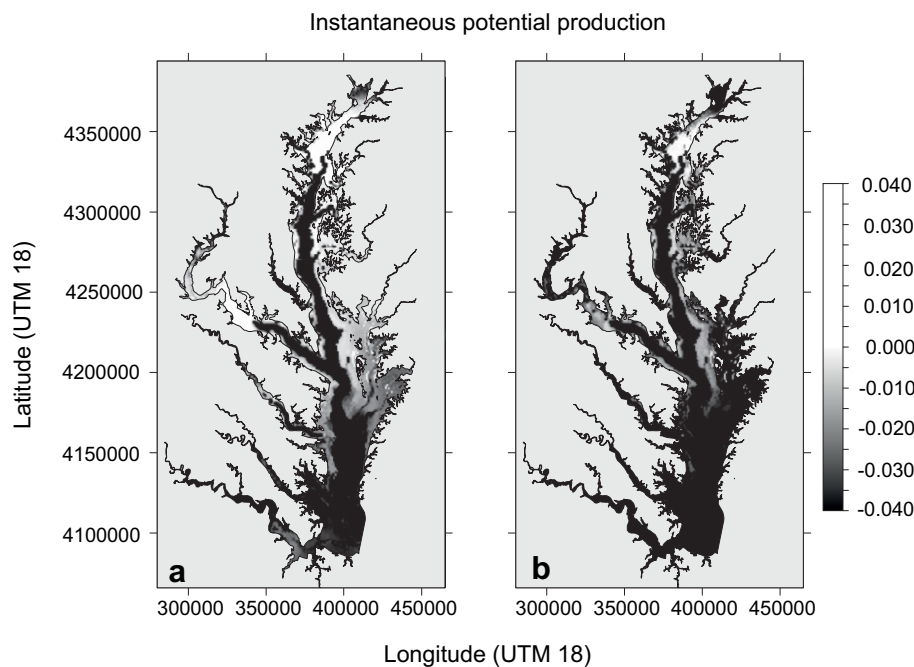 Instantaneous potential production
4350000
4300000
4250000
4200000
4150000
4100000
Latitude (UTM 18)
a
b
0.040
0.030
0.020
0.010
0.000
-0.010
-0.020
-0.030
-0.040
300000 350000 400000 450000
300000 350000 400000 450000
Longitude (UTM 18)